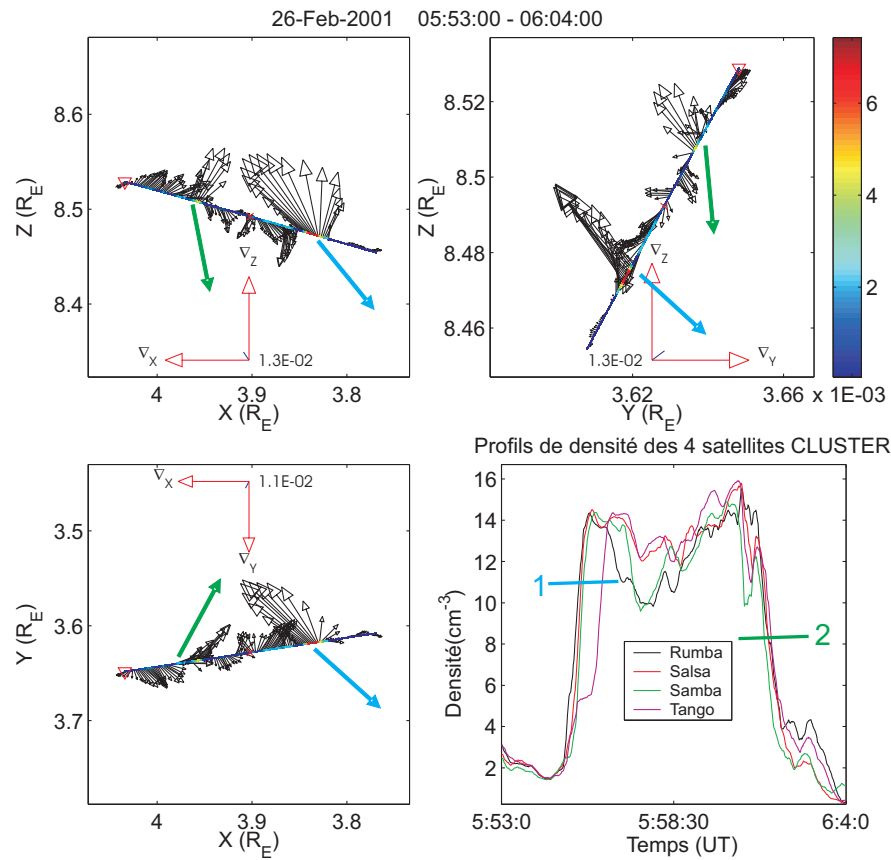 26-Feb-2001 05:53:00 - 06:04:00
8.6
8.5
8.4
Z (R_E)
∇_Z
∇_X
1.3E-02
4
3.9
3.8
X (R_E)
8.52
8.5
8.48
8.46
Z (R_E)
∇_Z
1.3E-02
∇_Y
3.62
3.66
x 1E-03
Y (R_E)
6
4
2
∇_X
1.1E-02
∇_Y
3.5
3.6
3.7
Y (R_E)
4
3.9
3.8
X (R_E)
Profils de densité des 4 satellites CLUSTER
16
14
12
10
8
6
4
2
Densité(cm⁻³)
1
2
Rumba
Salsa
Samba
Tango
5:53:0
5:58:30
6:4:0
Temps (UT)